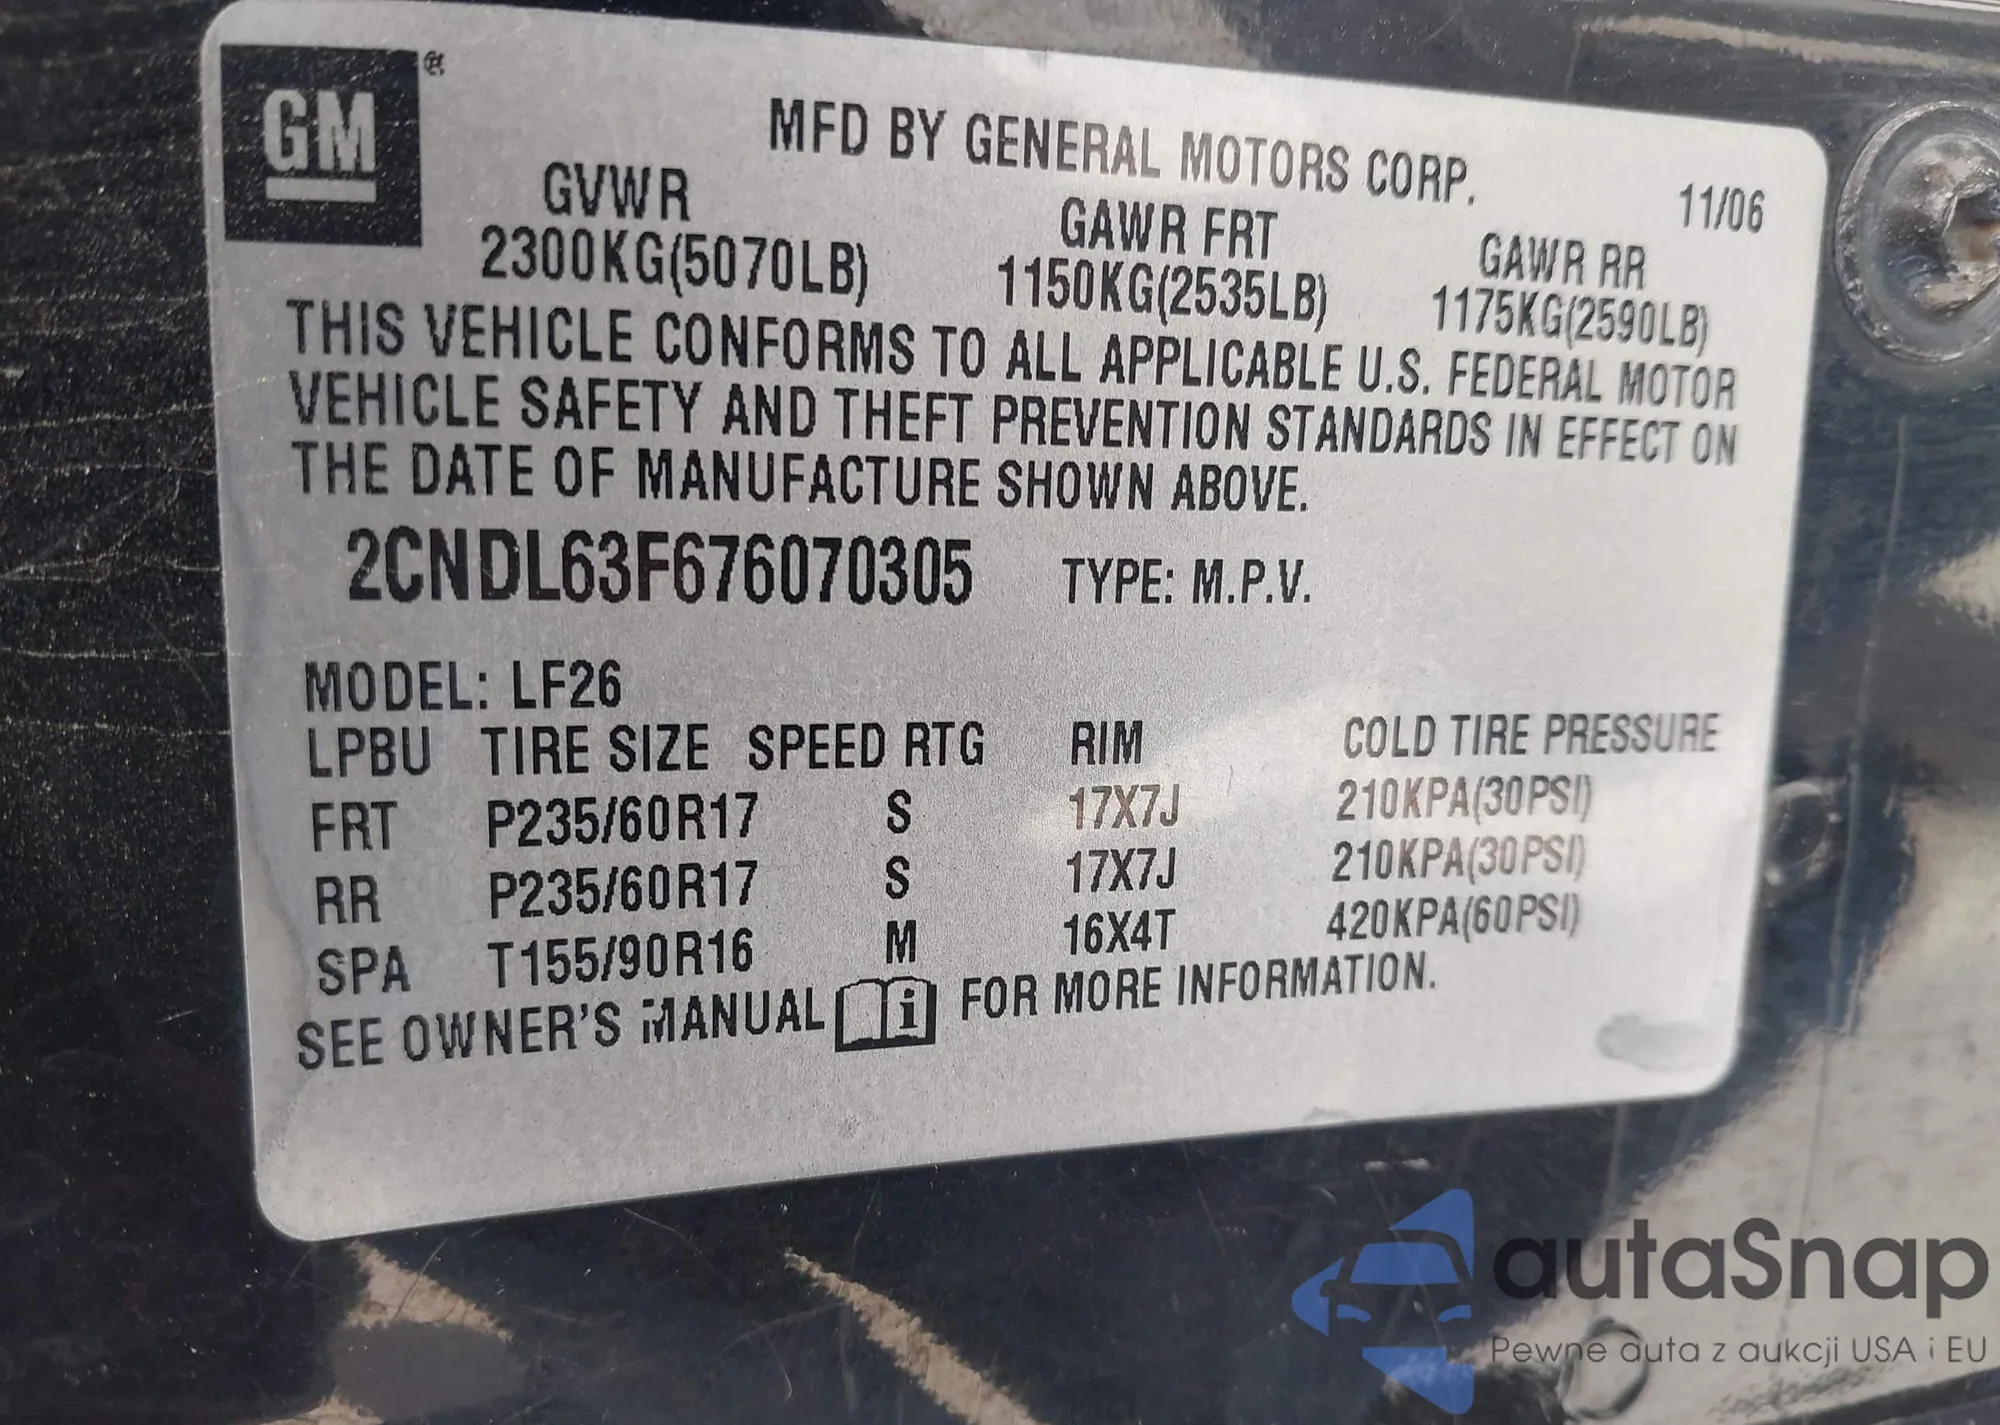 GM®
MFD BY GENERAL MOTORS CORP.
11/06
GVWR GAWR FRT GAWR RR
2300KG(5070LB) 1150KG(2535LB) 1175KG(2590LB)
THIS VEHICLE CONFORMS TO ALL APPLICABLE U.S. FEDERAL MOTOR
VEHICLE SAFETY AND THEFT PREVENTION STANDARDS IN EFFECT ON
THE DATE OF MANUFACTURE SHOWN ABOVE.
2CNDL63F676070305 TYPE: M.P.V.
MODEL: LF26
LPBU TIRE SIZE SPEED RTG RIM COLD TIRE PRESSURE
FRT P235/60R17 S 17X7J 210KPA(30PSI)
RR P235/60R17 S 17X7J 210KPA(30PSI)
SPA T155/90R16 M 16X4T 420KPA(60PSI)
SEE OWNER'S MANUAL i FOR MORE INFORMATION.
autaSnap
Pewne auta z aukcji USA i EU